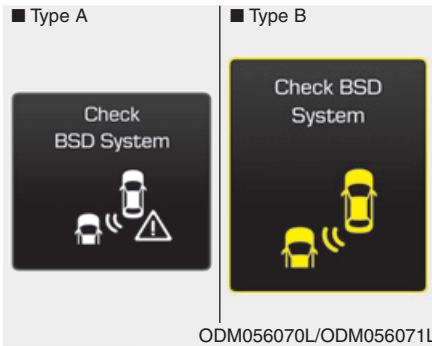 ■ Type A
■ Type B
Check
BSD System
Check BSD
System
ODM056070L/ODM056071L